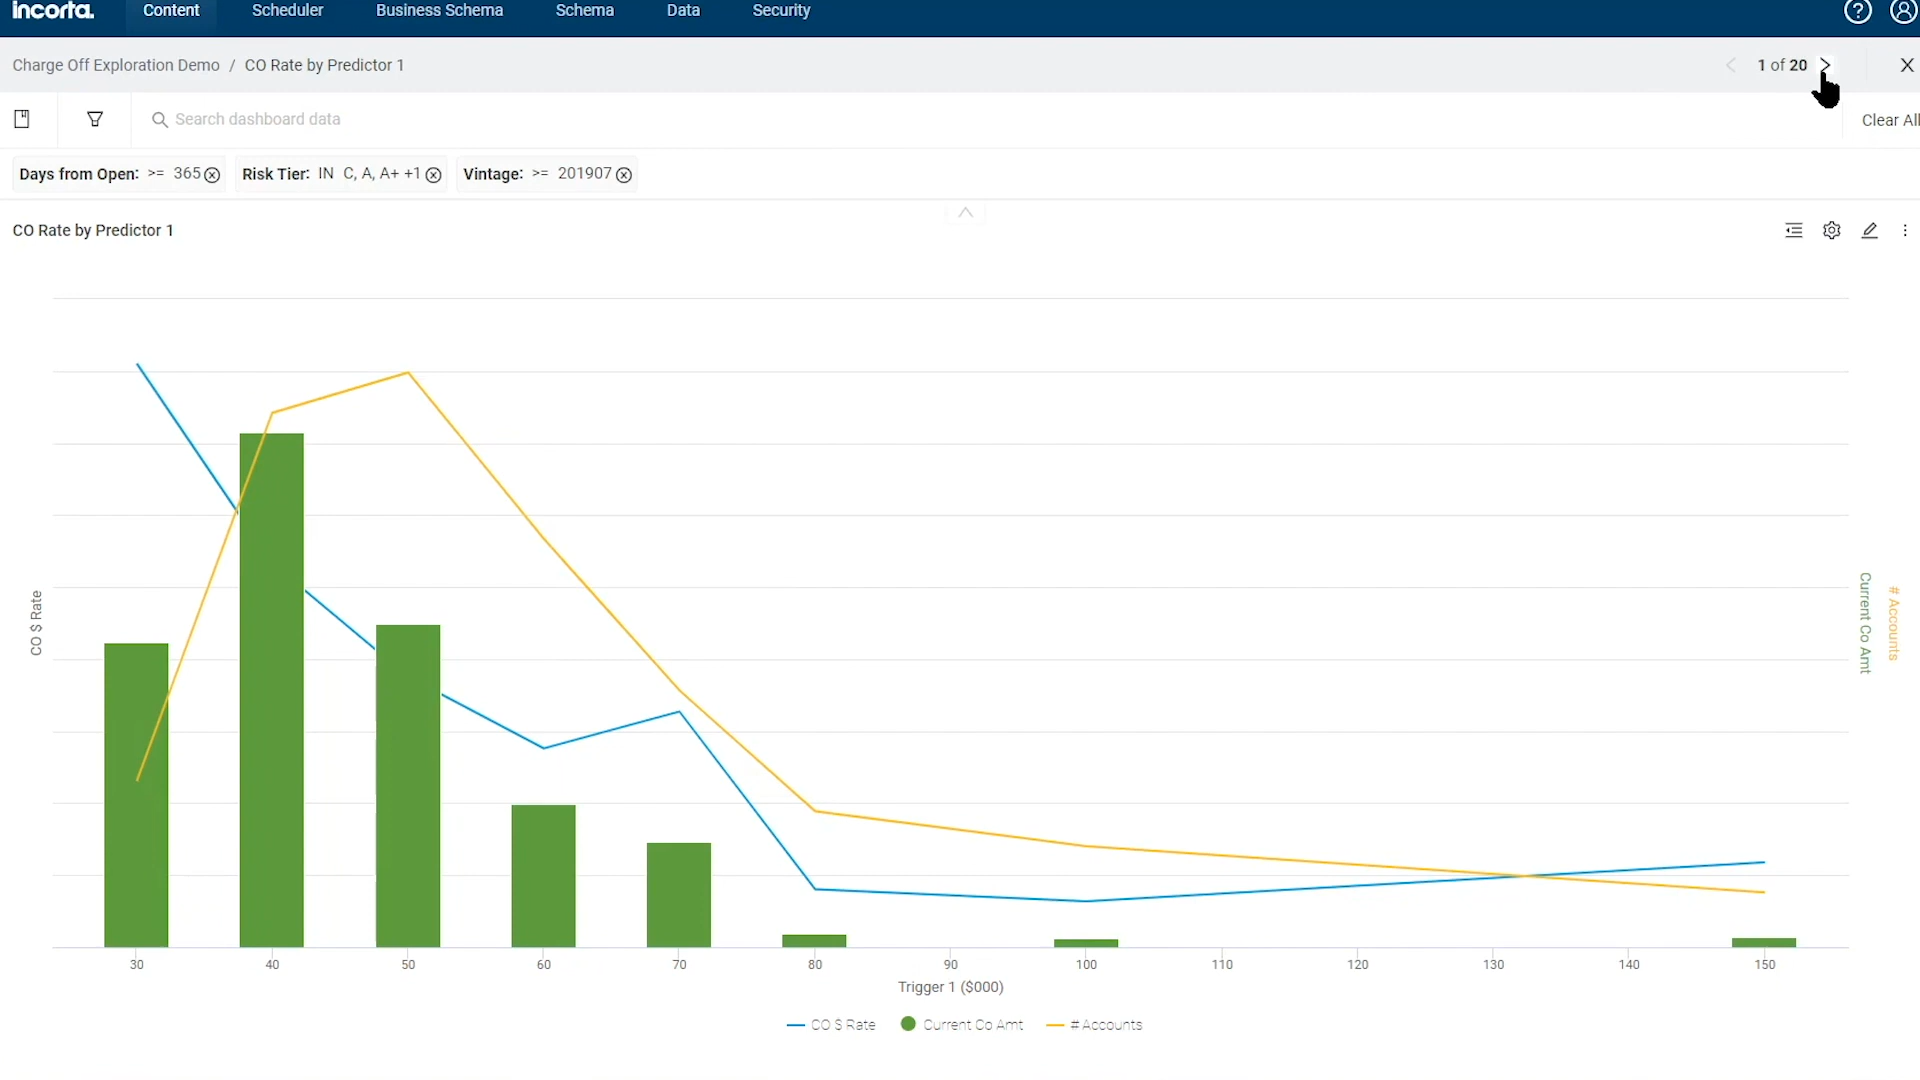 incorta. Content Scheduler Business Schema Schema Data Security
Charge Off Exploration Demo / CO Rate by Predictor 1 1 of 20
Search dashboard data Clear All
Days from Open: >= 365 Risk Tier: IN C, A, A+ +1 Vintage: >= 201907
CO Rate by Predictor 1
CO $ Rate
Current Co Amt
# Accounts
30 40 50 60 70 80 90 100 110 120 130 140 150
Trigger 1 ($000)
CO $ Rate Current Co Amt # Accounts